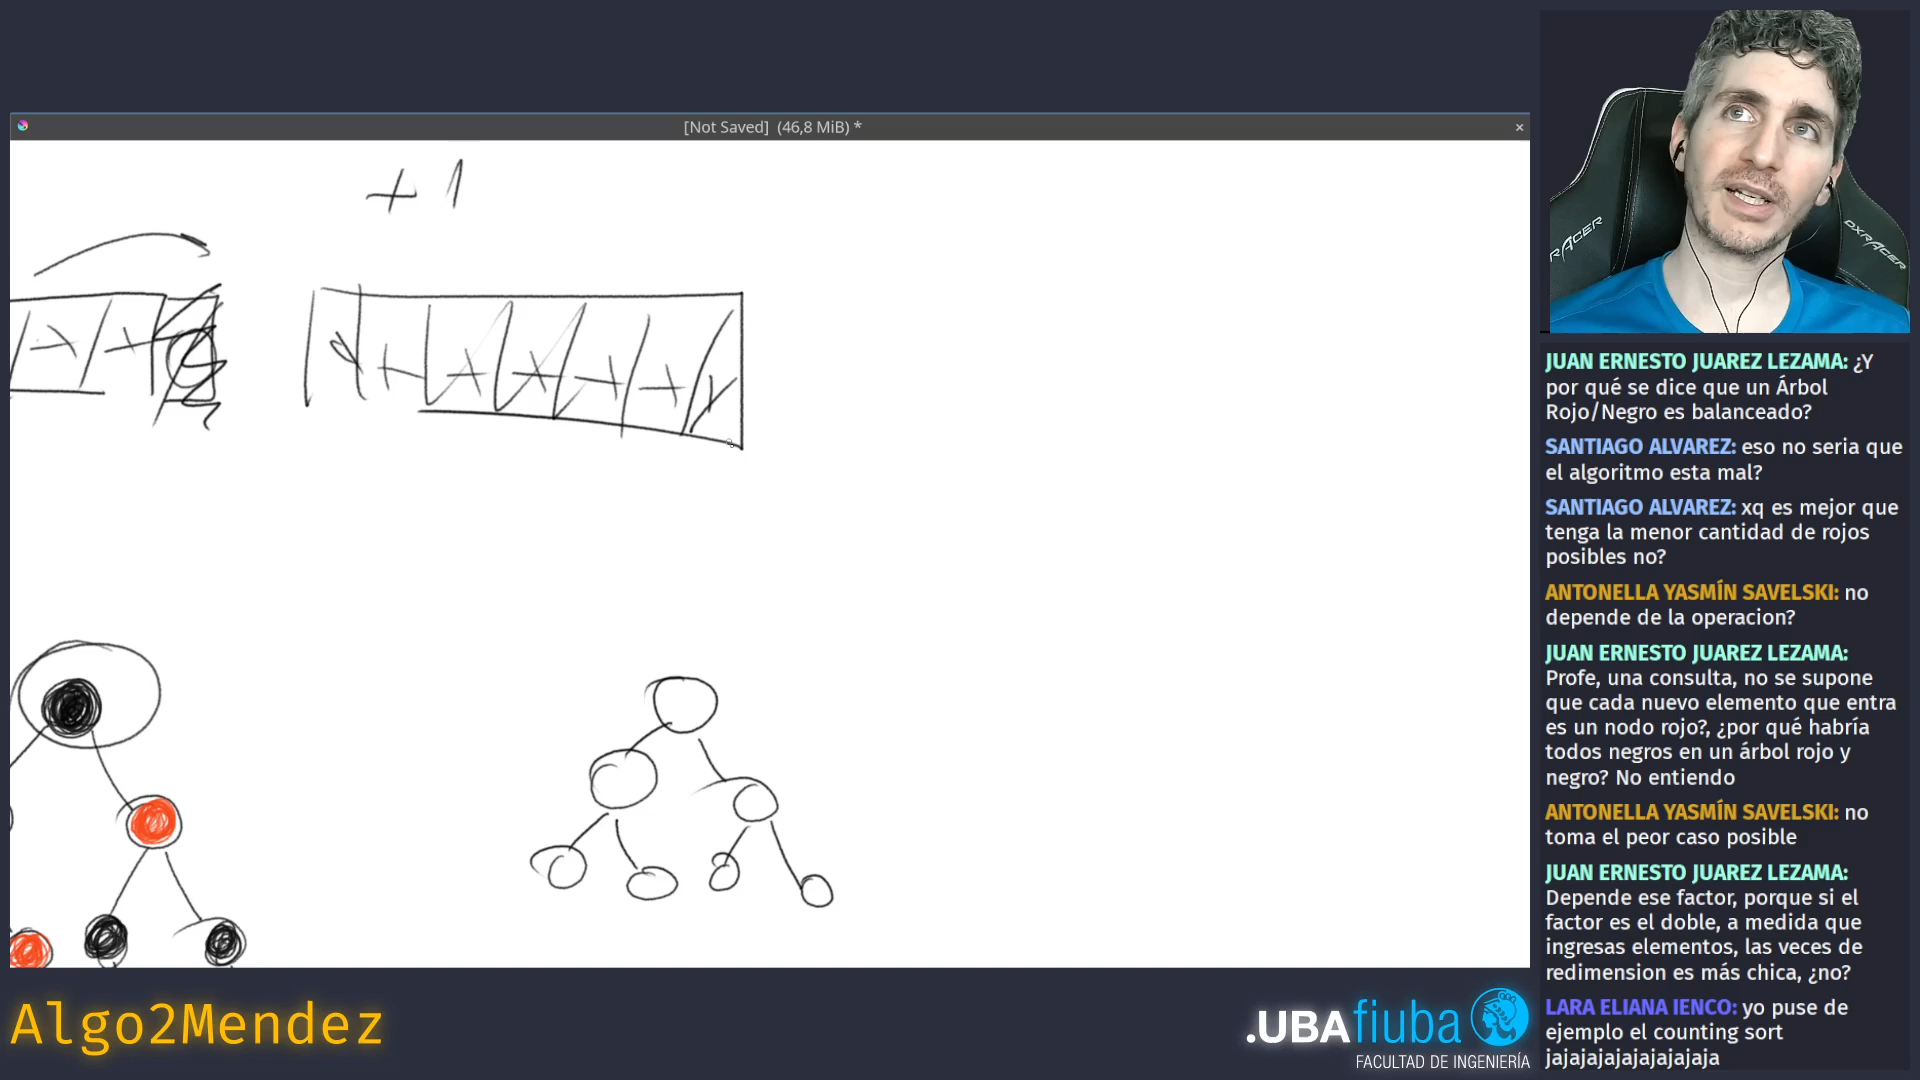 [Not Saved] (46,8 MiB) *
×
+ 1
RACER
DXRACER
JUAN ERNESTO JUAREZ LEZAMA: ¿Y
por qué se dice que un Árbol
Rojo/Negro es balanceado?
SANTIAGO ALVAREZ: eso no seria que
el algoritmo esta mal?
SANTIAGO ALVAREZ: xq es mejor que
tenga la menor cantidad de rojos
posibles no?
ANTONELLA YASMÍN SAVELSKI: no
depende de la operacion?
JUAN ERNESTO JUAREZ LEZAMA:
Profe, una consulta, no se supone
que cada nuevo elemento que entra
es un nodo rojo?, ¿por qué habría
todos negros en un árbol rojo y
negro? No entiendo
ANTONELLA YASMÍN SAVELSKI: no
toma el peor caso posible
JUAN ERNESTO JUAREZ LEZAMA:
Depende ese factor, porque si el
factor es el doble, a medida que
ingresas elementos, las veces de
redimension es más chica, ¿no?
LARA ELIANA IENCO: yo puse de
ejemplo el counting sort
jajajajajajajajajaja
Algo2Mendez
.UBAfiuba
FACULTAD DE INGENIERÍA